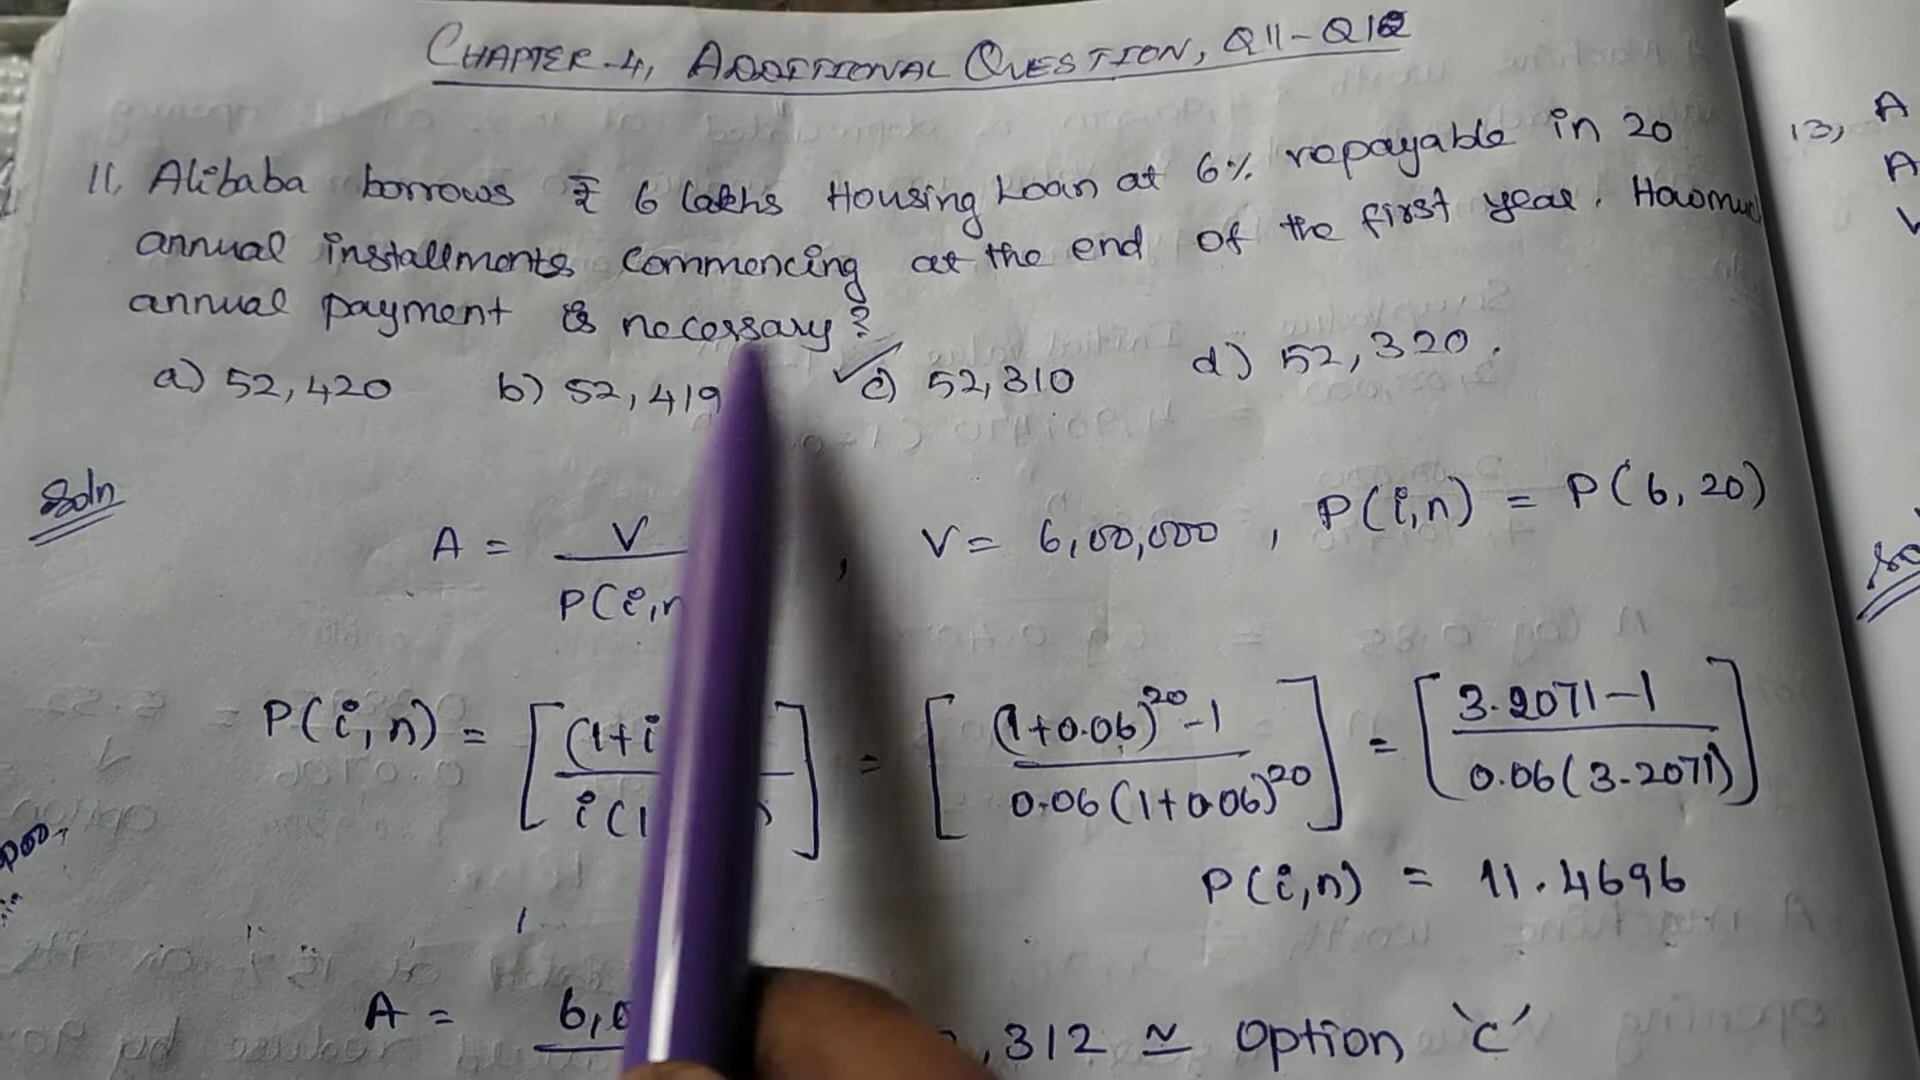 CHAPTER-4, ADDITIONAL QUESTION, Q11-Q12
11, Alibaba borrows ₹ 6 lakhs Housing Loan at 6% repayable in 20
annual installments commencing at the end of the first year. Howmuch
annual payment is necessary?
a) 52,420 b) 52,419 c) 52,310 d) 52,320.
Soln
A = V / P(i,n , V = 6,00,000 , P(i,n) = P(6,20)
P(i,n) = [(1+i / i(1 )] = [(1+0.06)^20 -1 / 0.06(1+0.06)^20] = [3.2071-1 / 0.06(3.2071)]
P(i,n) = 11.4696
A = 6,0 ,312 ≃ Option 'c'
13, A
A